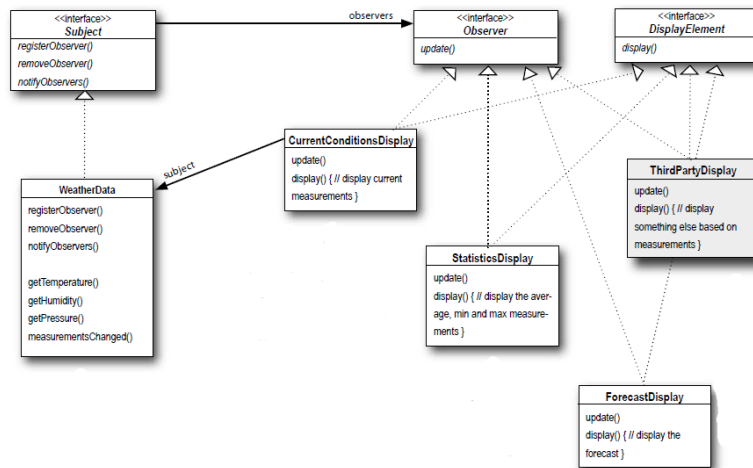 <<interface>>
Subject
registerObserver()
removeObserver()
notifyObservers()
observers
<<interface>>
Observer
update()
<<interface>>
DisplayElement
display()
subject
WeatherData
registerObserver()
removeObserver()
notifyObservers()
getTemperature()
getHumidity()
getPressure()
measurementsChanged()
CurrentConditionsDisplay
update()
display() { // display current
measurements }
StatisticsDisplay
update()
display() { // display the aver-
age, min and max measure-
ments }
ThirdPartyDisplay
update()
display() { // display
something else based on
measurements }
ForecastDisplay
update()
display() { // display the
forecast }